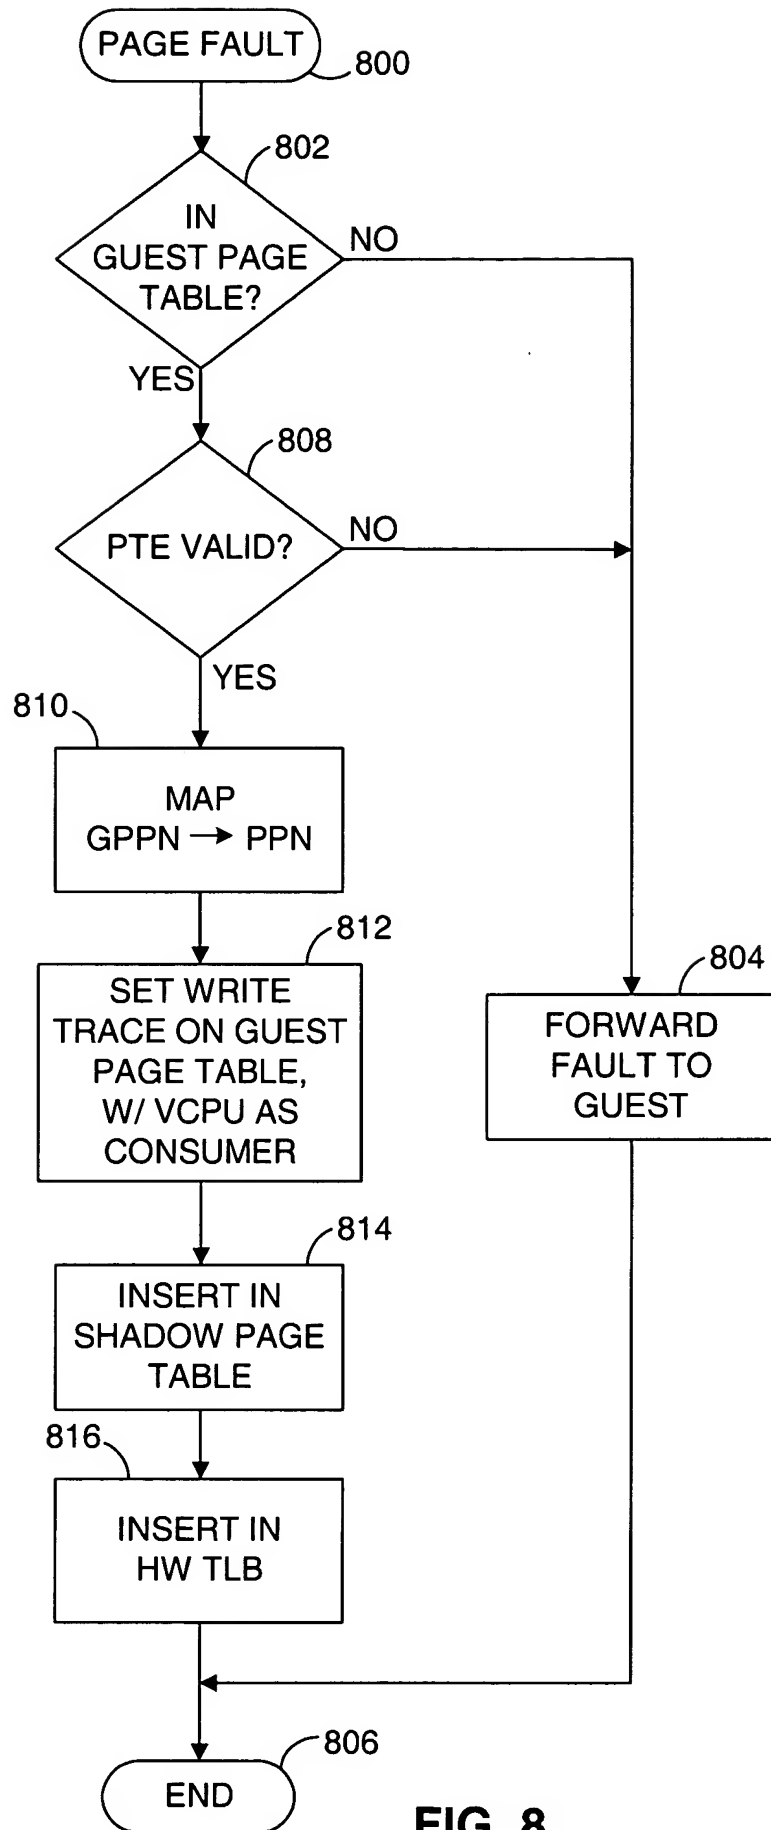 PAGE FAULT
800
802
IN
GUEST PAGE
TABLE?
NO
YES
808
PTE VALID?
NO
YES
810
MAP
GPPN → PPN
812
SET WRITE
TRACE ON GUEST
PAGE TABLE,
W/ VCPU AS
CONSUMER
804
FORWARD
FAULT TO
GUEST
814
INSERT IN
SHADOW PAGE
TABLE
816
INSERT IN
HW TLB
806
END
FIG. 8